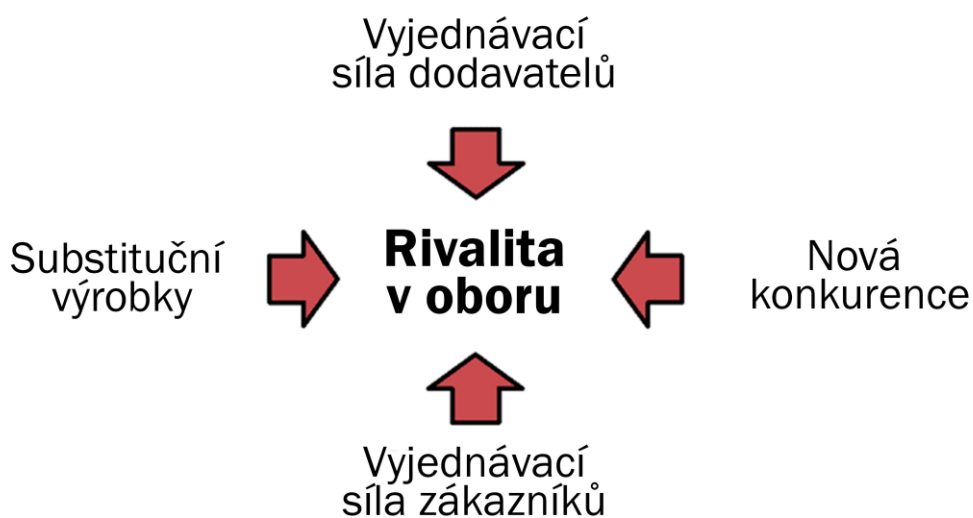 Vyjednávací
síla dodavatelů
Substituční
výrobky
Rivalita
v oboru
Nová
konkurence
Vyjednávací
síla zákazníků